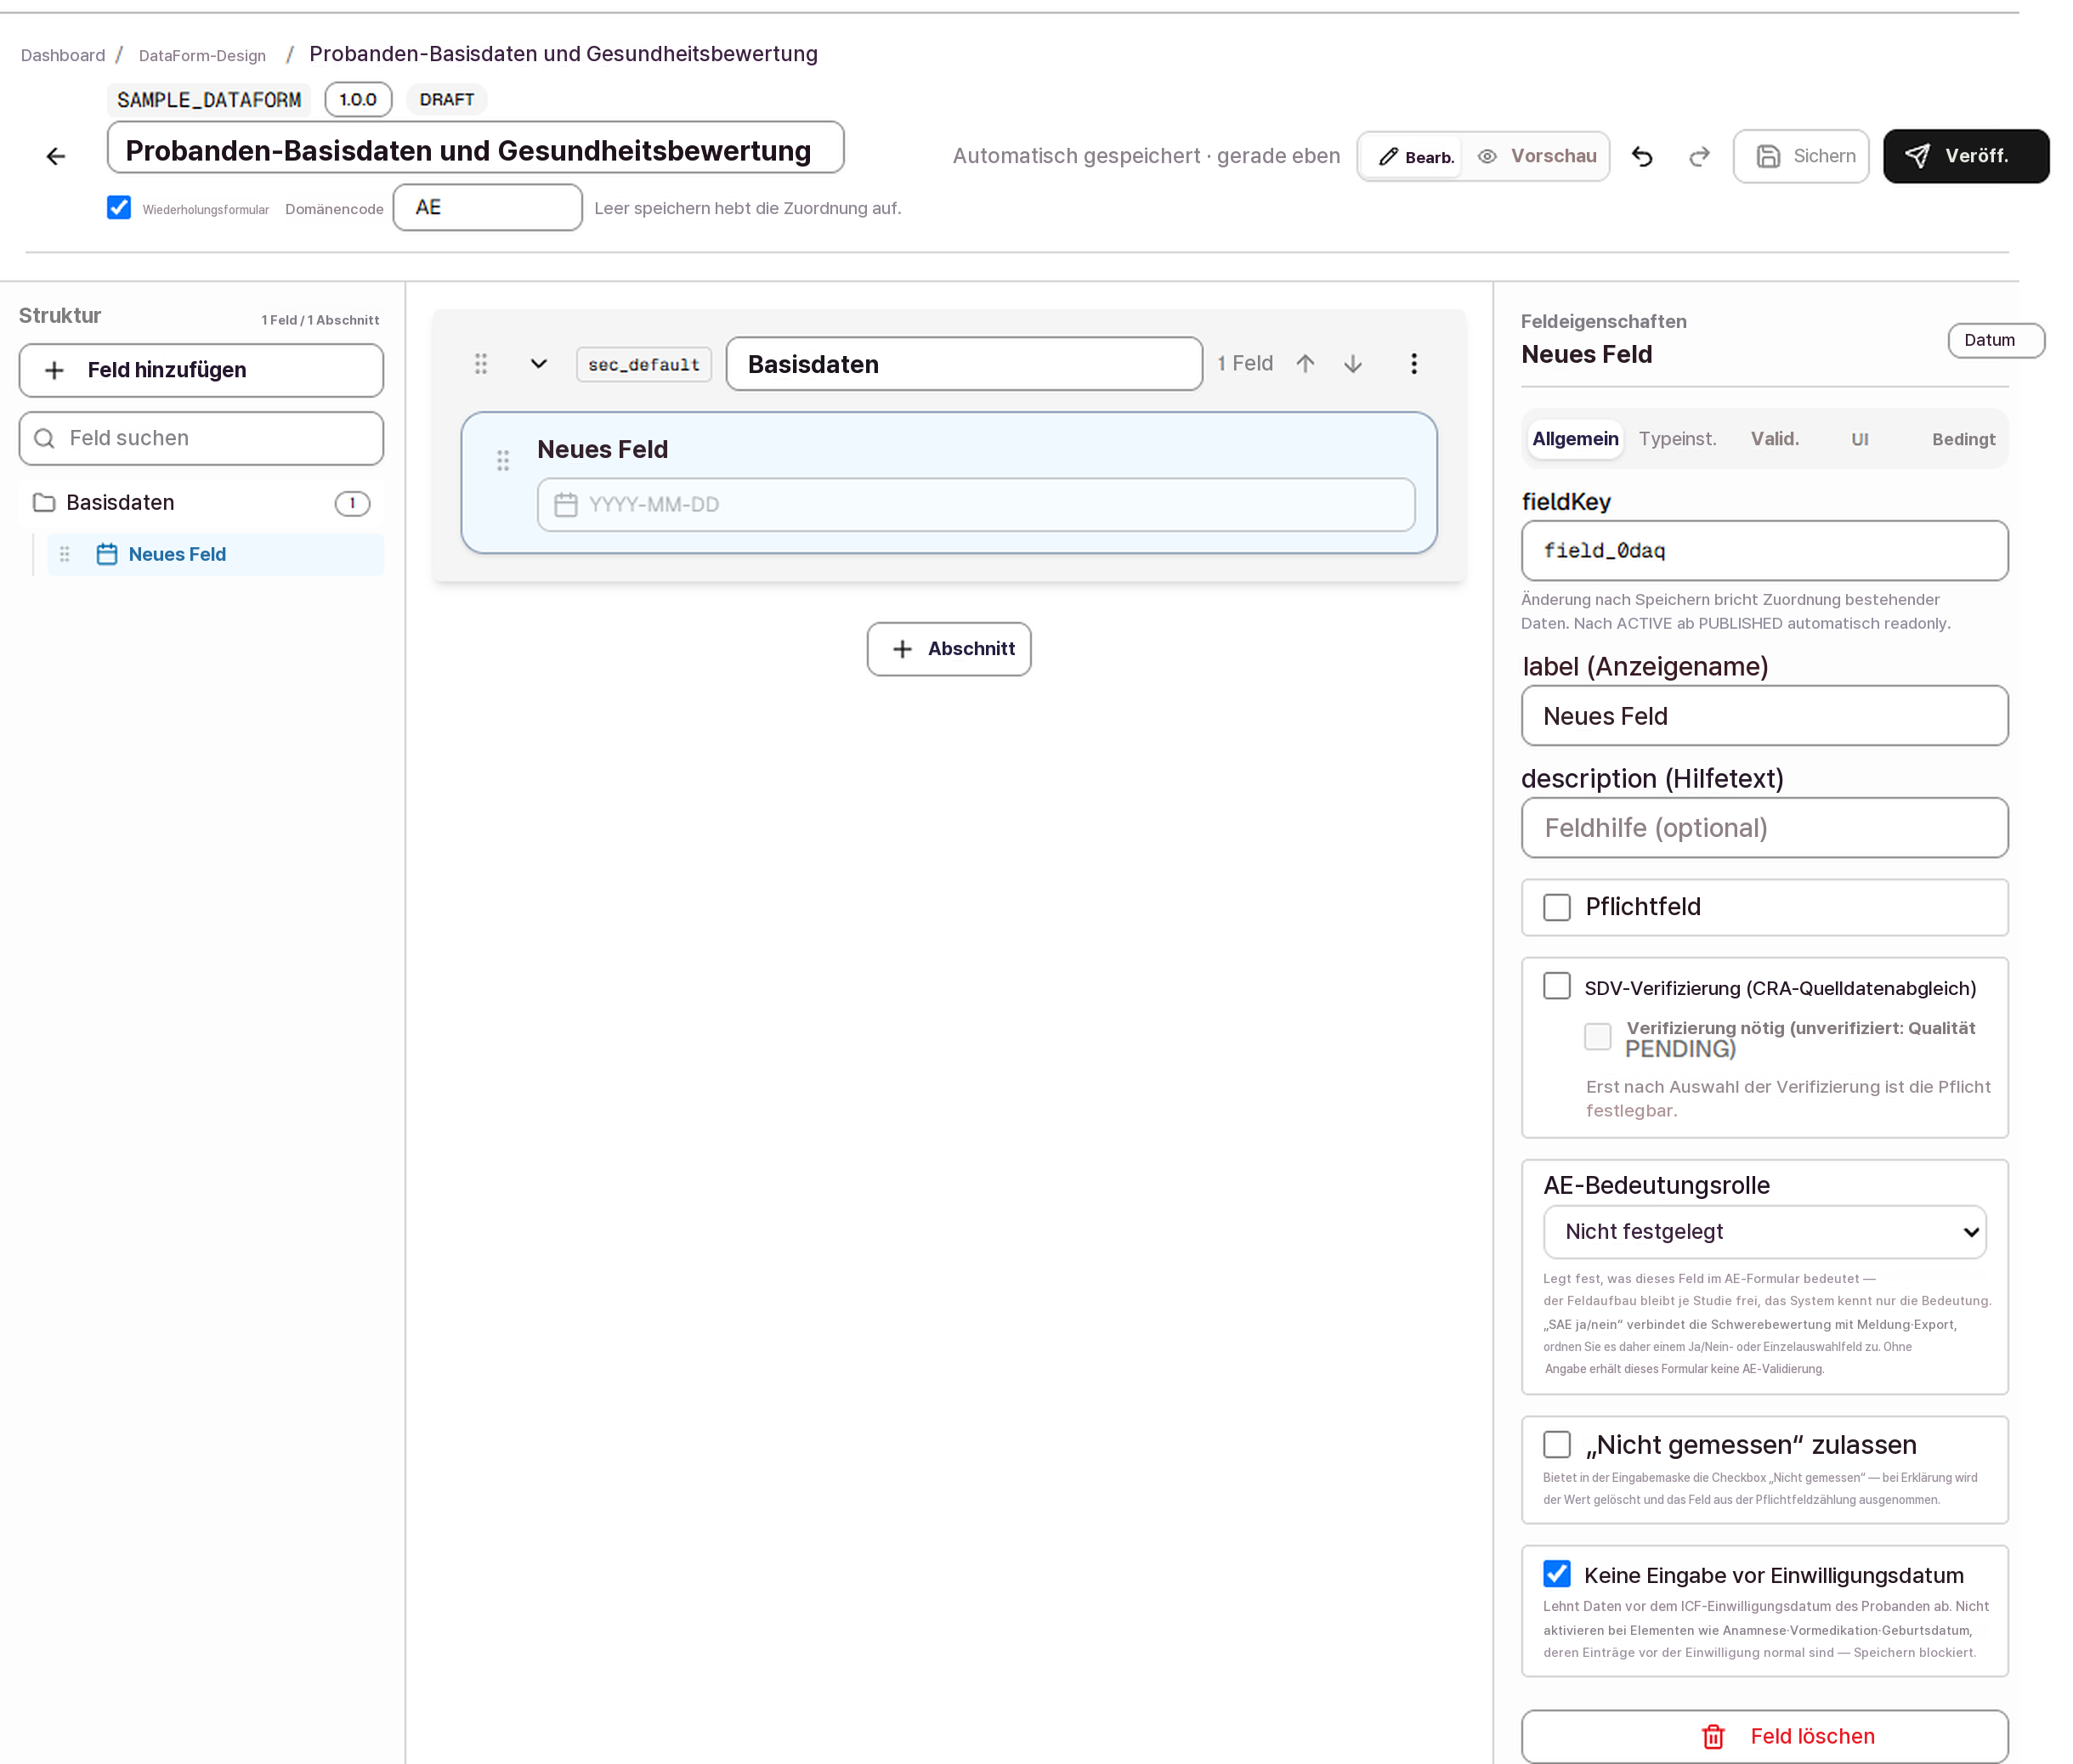 Dashboard / DataForm-Design / Probanden-Basisdaten und Gesundheitsbewertung
SAMPLE_DATAFORM 1.0.0 DRAFT
Probanden-Basisdaten und Gesundheitsbewertung
Automatisch gespeichert · gerade eben Bearb. Vorschau Sichern Veröff.
Wiederholungsformular Domänencode AE Leer speichern hebt die Zuordnung auf.
Struktur 1 Feld / 1 Abschnitt
Feld hinzufügen
Feld suchen
Basisdaten 1
Neues Feld
sec_default Basisdaten 1 Feld
Neues Feld
YYYY-MM-DD
Abschnitt
Feldeigenschaften
Neues Feld Datum
Allgemein Typeinst. Valid. UI Bedingt
fieldKey
field_0daq
Änderung nach Speichern bricht Zuordnung bestehender
Daten. Nach ACTIVE ab PUBLISHED automatisch readonly.
label (Anzeigename)
Neues Feld
description (Hilfetext)
Feldhilfe (optional)
Pflichtfeld
SDV-Verifizierung (CRA-Quelldatenabgleich)
Verifizierung nötig (unverifiziert: Qualität
PENDING)
Erst nach Auswahl der Verifizierung ist die Pflicht
festlegbar.
AE-Bedeutungsrolle
Nicht festgelegt
Legt fest, was dieses Feld im AE-Formular bedeutet —
der Feldaufbau bleibt je Studie frei, das System kennt nur die Bedeutung.
„SAE ja/nein“ verbindet die Schwerebewertung mit Meldung·Export,
ordnen Sie es daher einem Ja/Nein- oder Einzelauswahlfeld zu. Ohne
Angabe erhält dieses Formular keine AE-Validierung.
„Nicht gemessen“ zulassen
Bietet in der Eingabemaske die Checkbox „Nicht gemessen“ — bei Erklärung wird
der Wert gelöscht und das Feld aus der Pflichtfeldzählung ausgenommen.
Keine Eingabe vor Einwilligungsdatum
Lehnt Daten vor dem ICF-Einwilligungsdatum des Probanden ab. Nicht
aktivieren bei Elementen wie Anamnese·Vormedikation·Geburtsdatum,
deren Einträge vor der Einwilligung normal sind — Speichern blockiert.
Feld löschen